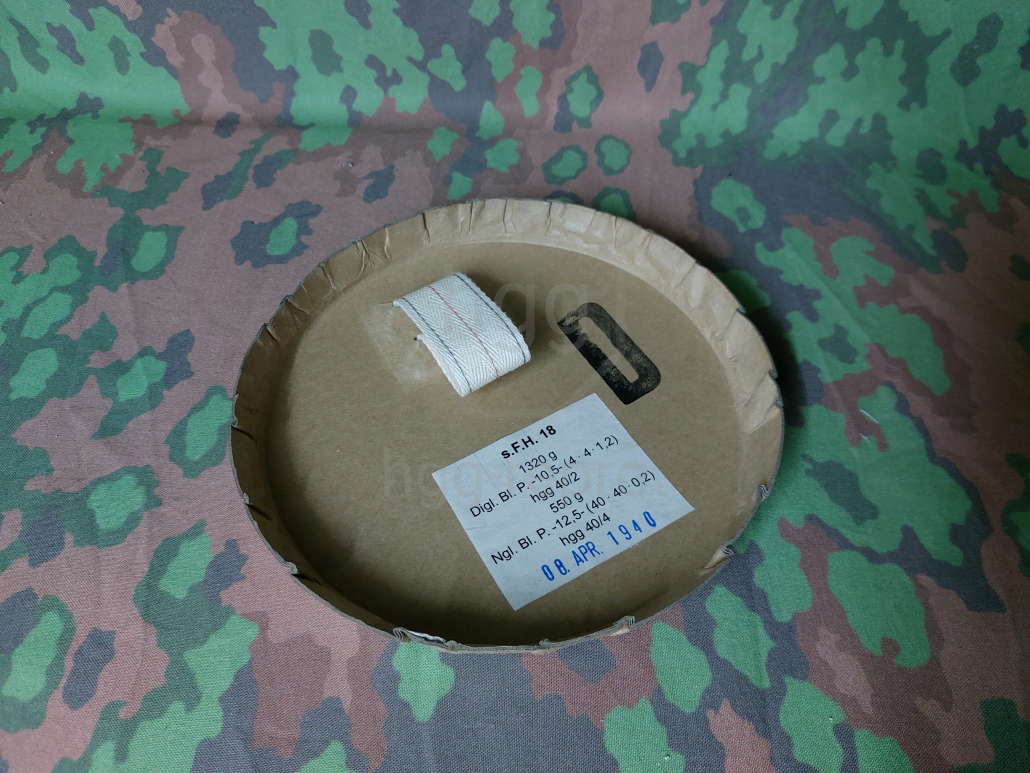 s.F.H. 18
1320 g
Digl. Bl. P. -10,5- (4·4·1,2)
hgg 40/2
550 g
Ngl. Bl. P. -12,5- (40·40·0,2)
hgg 40/4
08. APR. 1940